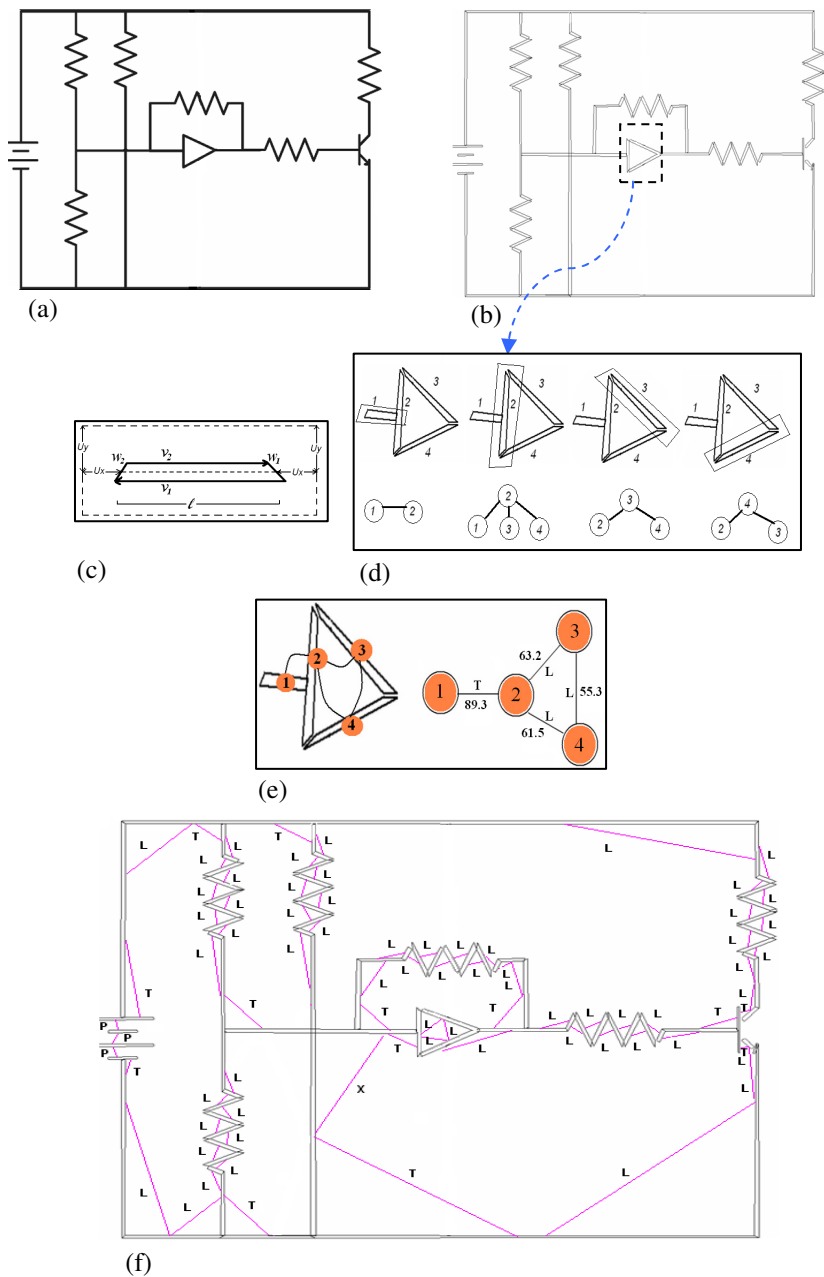 (a)
(b)
(c)
Uy Uy
w2 v2 w1
Ux Ux
v1
l
(d)
1 2 3 4
1 2 3 4
1 2 3 4
1 2 3 4
1 2
2 1 3 4
3 2 4
4 2 3
(e)
1 2 3 4
3
63.2
1 T 2 L L 55.3
89.3 L
61.5 4
(f)
L T L T L L L
L L L L L L
L L L L L L
L L L L L L
L L L
L L L L
L L L L
T T T T
P P P T
L L L L L L L
T L L L L L L L L T L T
X
L L L L L L L
L L T T L
L